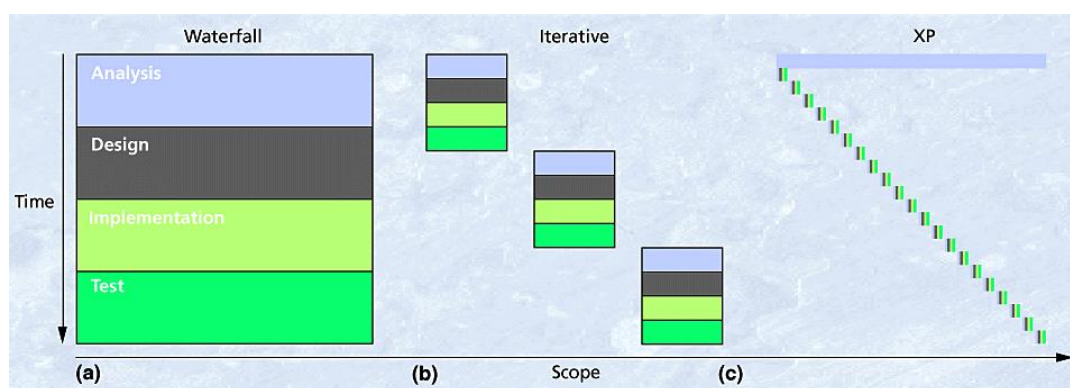 Waterfall
Iterative
XP
Analysis
Design
Time
Implementation
Test
(a)
(b)
Scope
(c)